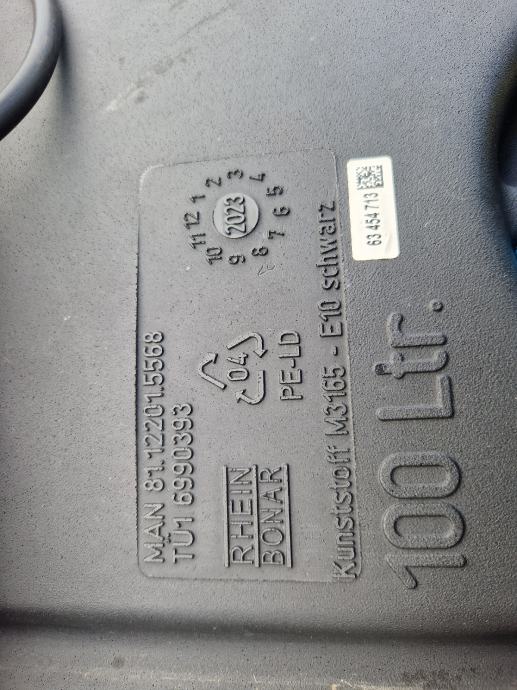 MAN 81.12201.5568
TÜ1 6990393
RHEIN
BONAR
04
PE-LD
2023
1
2
3
4
5
6
7
8
9
10
11
12
Kunststoff M3165 - E10 schwarz
63 454 713
100 Ltr.